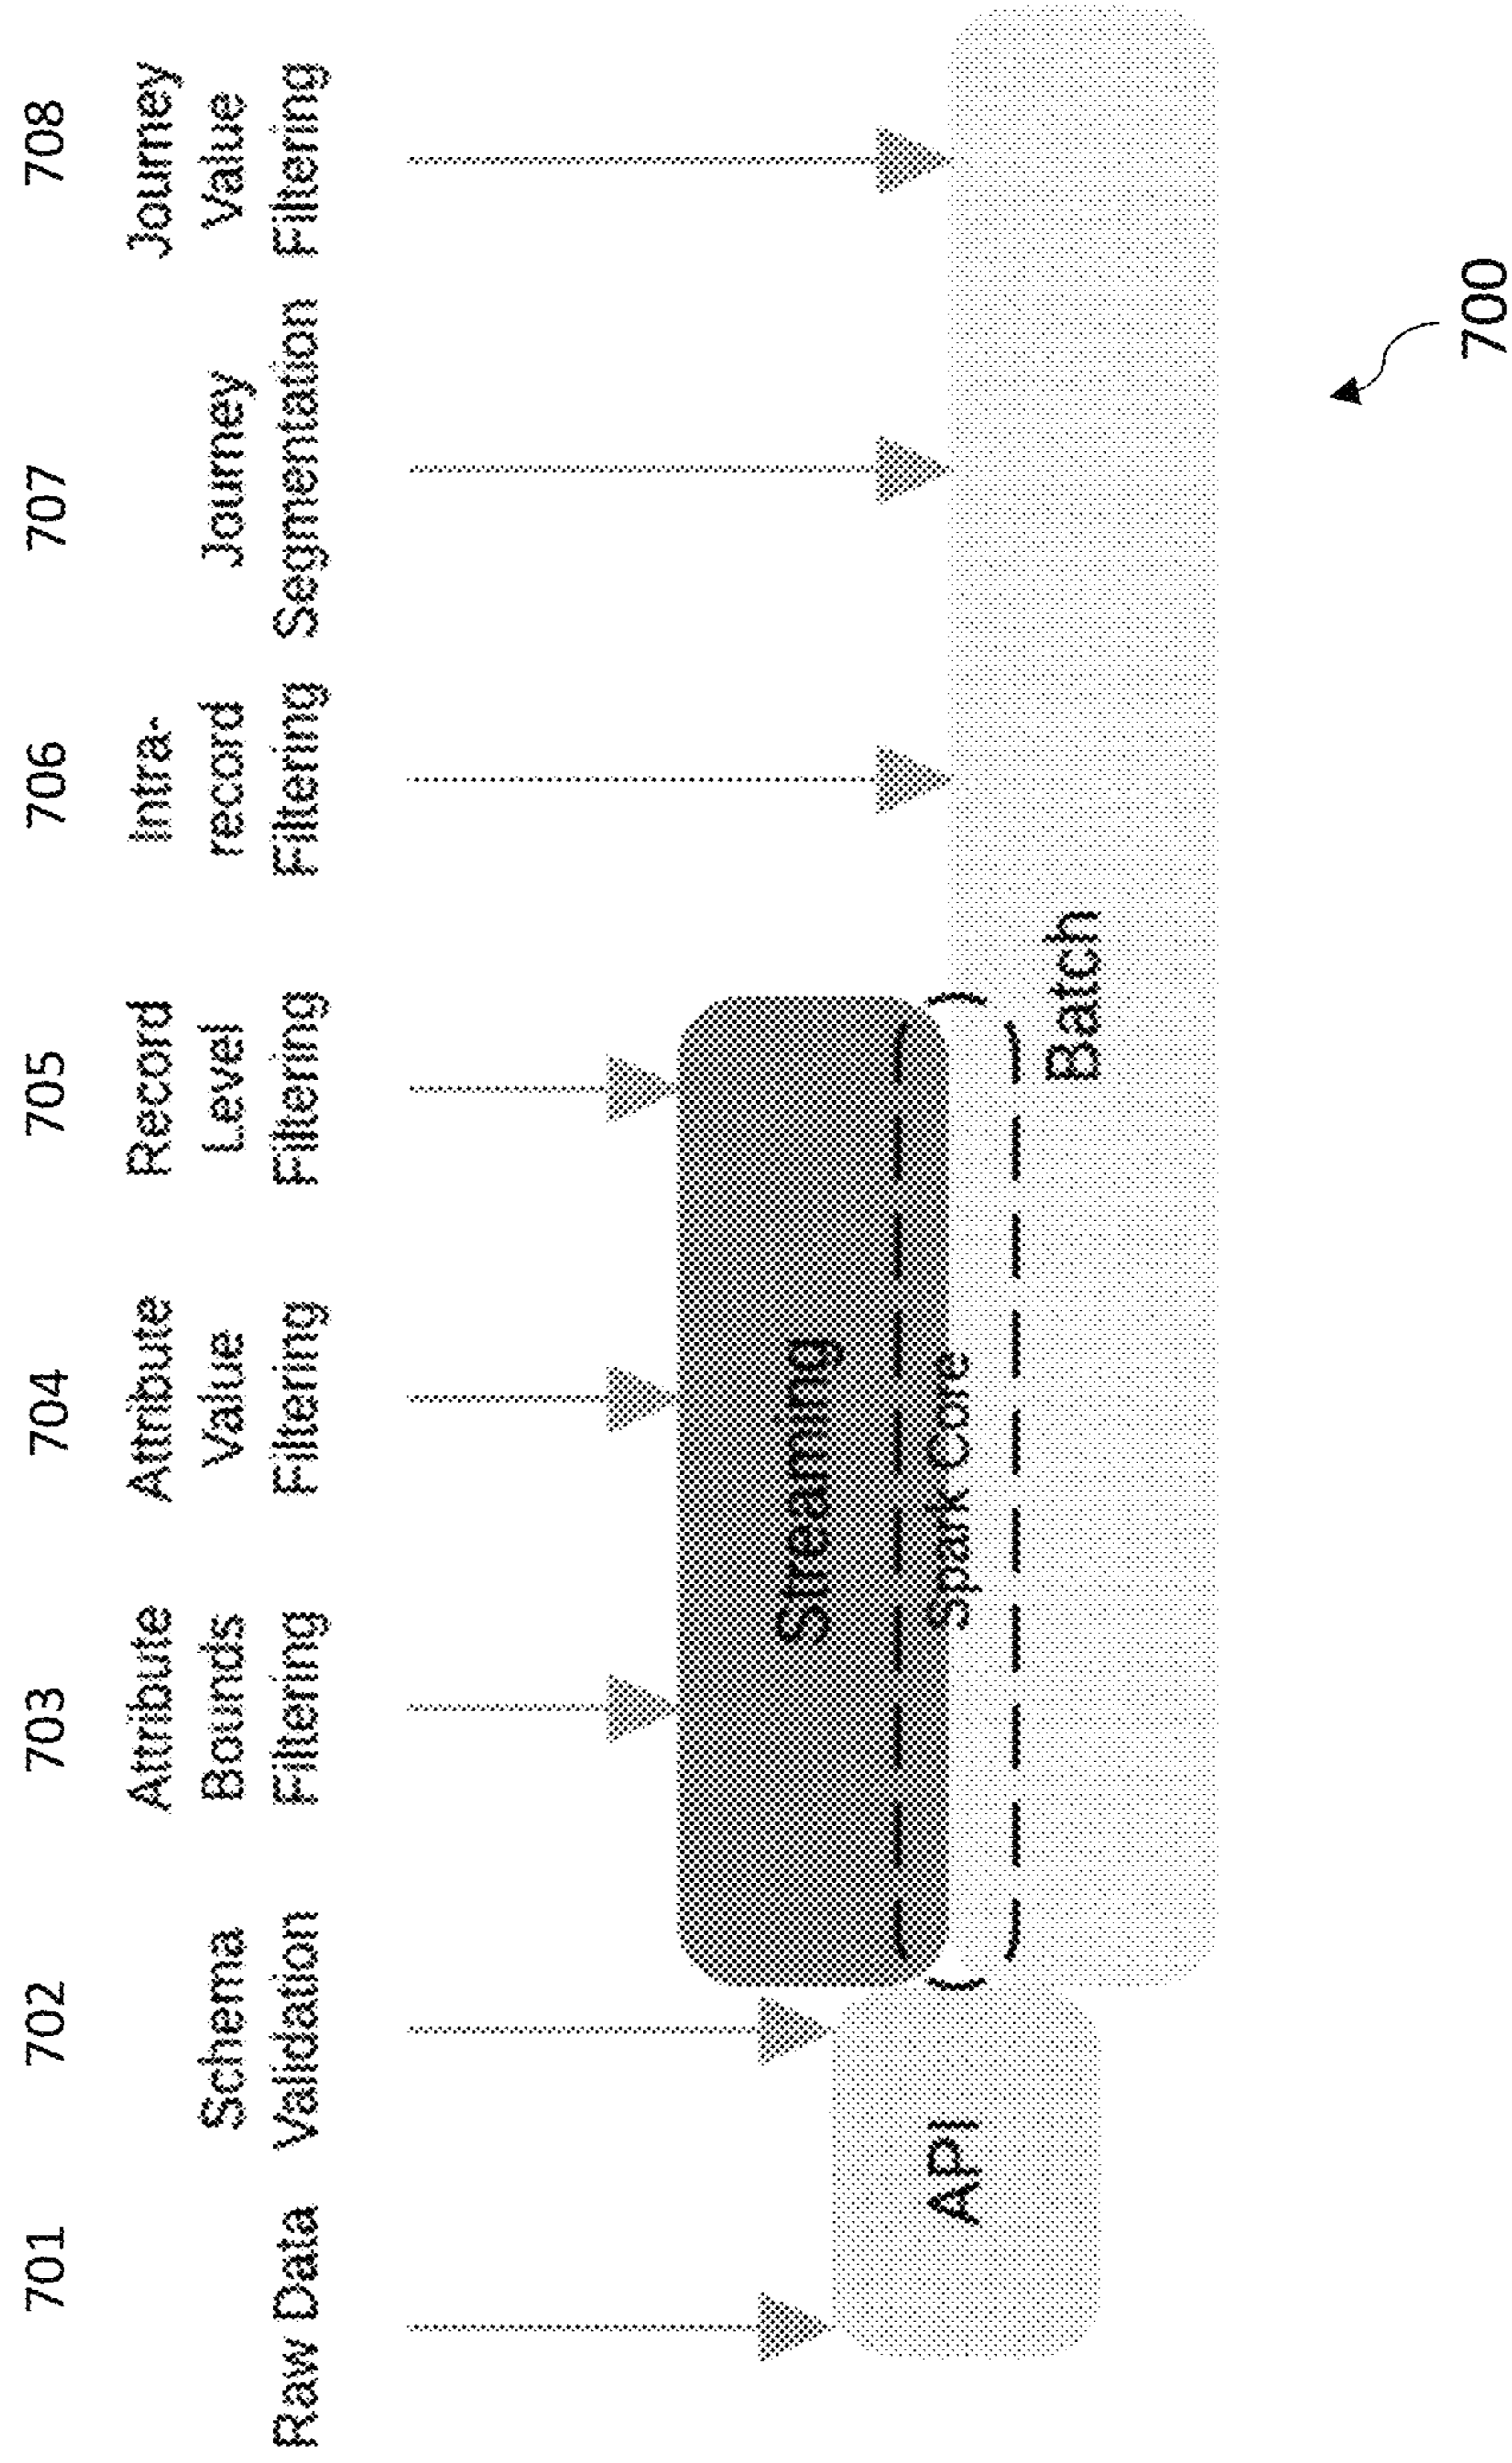 701
Raw Data
702
Schema
Validation
703
Attribute
Bounds
Filtering
704
Attribute
Value
Filtering
705
Record
Level
Filtering
706
Intra-
record
Filtering
707
Journey
Segmentation
708
Journey
Value
Filtering
API
Streaming
Spark Core
Batch
700